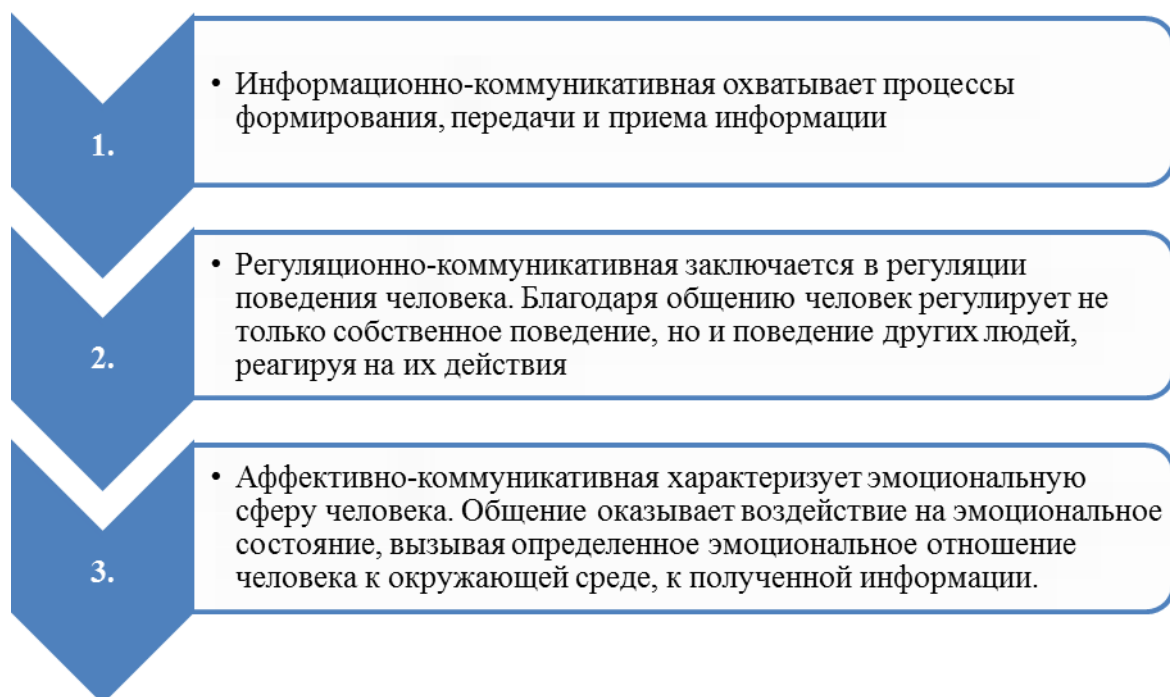 1.
• Информационно-коммуникативная охватывает процессы
формирования, передачи и приема информации
2.
• Регуляционно-коммуникативная заключается в регуляции
поведения человека. Благодаря общению человек регулирует не
только собственное поведение, но и поведение других людей,
реагируя на их действия
3.
• Аффективно-коммуникативная характеризует эмоциональную
сферу человека. Общение оказывает воздействие на эмоциональное
состояние, вызывая определенное эмоциональное отношение
человека к окружающей среде, к полученной информации.